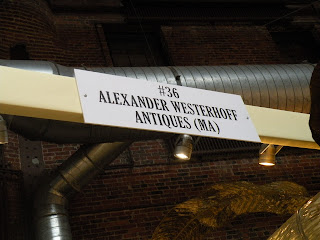 #36
ALEXANDER WESTERHOFF
ANTIQUES (MA)